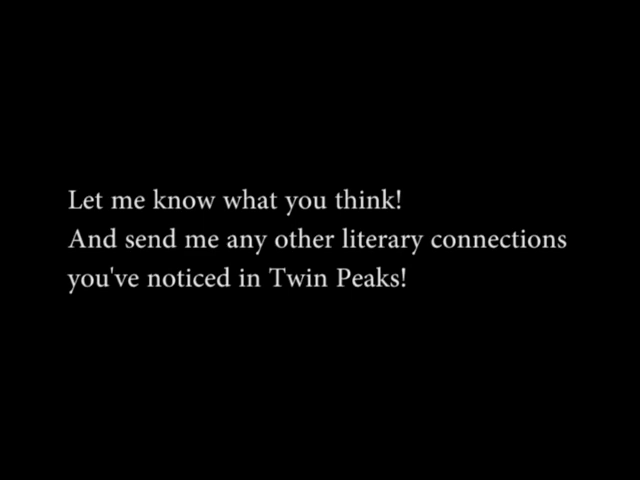 Let me know what you think!
And send me any other literary connections
you've noticed in Twin Peaks!